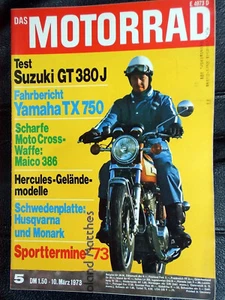 DAS MOTORRAD
E 4973 D
Test
Suzuki GT 380 J
Fahrbericht
Yamaha TX 750
Scharfe
Moto Cross-
Waffe:
Maico 386
Hercules-Gelände-
modelle
Schwedenplatte:
Husqvarna
und Monark
Sporttermine '73
5 DM 1.50 · 10. März 1973